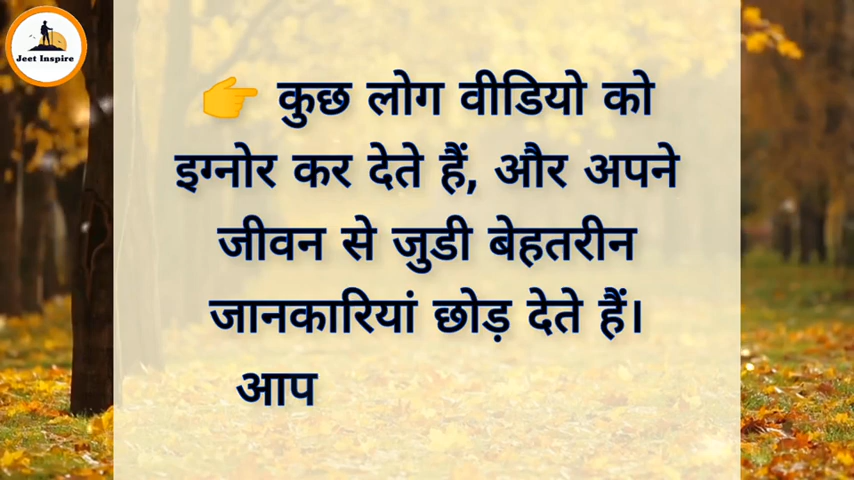 Jeet Inspire
👉 कुछ लोग वीडियो को
इग्नोर कर देते हैं, और अपने
जीवन से जुडी बेहतरीन
जानकारियां छोड़ देते हैं।
आप